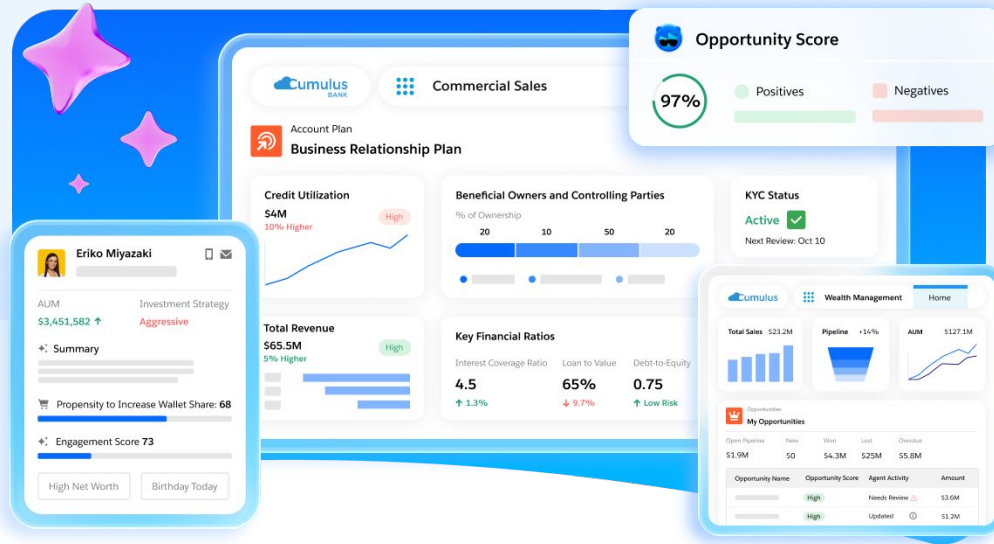 Opportunity Score
97%
Positives
Negatives
Cumulus
BANK
Commercial Sales
Account Plan
Business Relationship Plan
Credit Utilization
$4M
10% Higher
High
Beneficial Owners and Controlling Parties
% of Ownership
20 10 50 20
KYC Status
Active
Next Review: Oct 10
Total Revenue
$65.5M
5% Higher
High
Key Financial Ratios
Interest Coverage Ratio Loan to Value Debt-to-Equity
4.5 65% 0.75
↑ 1.3% ↓ 9.7% ↑ Low Risk
Eriko Miyazaki
AUM Investment Strategy
$3,451,582 ↑ Aggressive
Summary
Propensity to Increase Wallet Share: 68
Engagement Score 73
High Net Worth Birthday Today
Cumulus Wealth Management Home
Total Sales $23.2M Pipeline +14% AUM $127.1M
Opportunities
My Opportunities
Open Pipeline New Won Lost Overdue
$1.9M $0 $4.3M $25M $5.8M
Opportunity Name Opportunity Score Agent Activity Amount
High Needs Review $3.6M
High Updated $1.2M